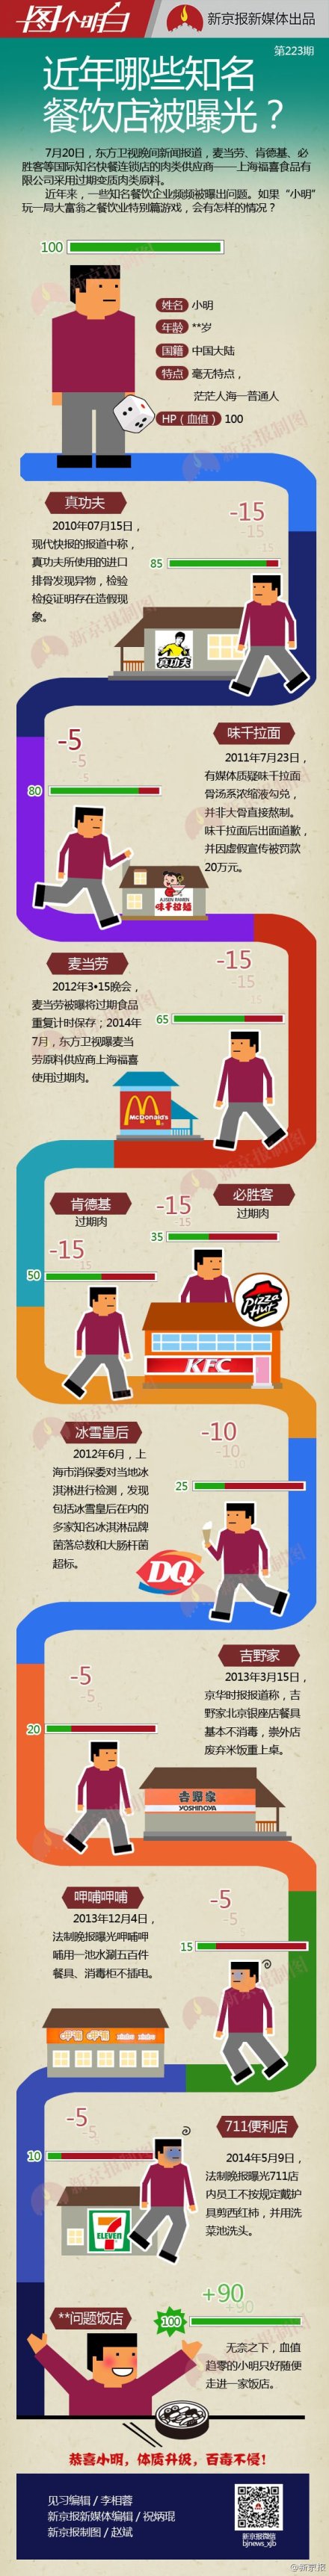 图个明白
新京报新媒体出品
第223期
近年哪些知名
餐饮店被曝光？
7月20日，东方卫视晚间新闻报道，麦当劳、肯德基、必
胜客等国际知名快餐连锁店的肉类供应商——上海福喜食品有
限公司采用过期变质肉类原料。
近年来，一些知名餐饮企业频频被曝出问题。如果“小明”
玩一局大富翁之餐饮业特别篇游戏，会有怎样的情况？
100
姓名 小明
年龄 **岁
国籍 中国大陆
特点 毫无特点，
茫茫人海一普通人
HP（血值） 100
真功夫
2010年07月15日，
现代快报的报道中称，
真功夫所使用的进口
排骨发现异物，检验
检疫证明存在造假现
象。
-15
-15
15
85
真功夫
-5
-5
5
80
味千拉面
2011年7月23日，
有媒体质疑味千拉面
骨汤系浓缩液勾兑，
并非大骨直接熬制。
味千拉面后出面道歉，
并因虚假宣传被罚款
20万元。
AJISEN RAMEN
味千拉麺
麦当劳
2012年3•15晚会，
麦当劳被曝将过期食品
重复计时保存；2014年
7月，东方卫视曝麦当
劳原料供应商上海福喜
使用过期肉。
-15
-15
15
65
McDonald's
肯德基
过期肉
-15
15
50
-15
15
35
必胜客
过期肉
Pizza
Hut
KFC
冰雪皇后
2012年6月，上
海市消保委对当地冰
淇淋进行检测，发现
包括冰雪皇后在内的
多家知名冰淇淋品牌
菌落总数和大肠杆菌
超标。
-10
-10
10
25
DQ
-5
-5
5
20
吉野家
2013年3月15日，
京华时报报道称，吉
野家北京银座店餐具
基本不消毒，崇外店
废弃米饭重上桌。
吉野家
YOSHINOYA
呷哺呷哺
2013年12月4日，
法制晚报曝光呷哺呷
哺用一池水涮五百件
餐具、消毒柜不插电。
-5
-5
5
15
呷哺呷哺 xiabu xiabu
-5
-5
10
711便利店
2014年5月9日，
法制晚报曝光711店
内员工不按规定戴护
具剪西红柿，并用洗
菜池洗头。
7
ELEVEN
**问题饭店
+90
+90
100
无奈之下，血值
趋零的小明只好随便
走进一家饭店。
恭喜小明，体质升级，百毒不侵！
见习编辑 / 李相蓉
新京报新媒体编辑 / 祝炳琨
新京报制图 / 赵斌
新京报微信
bjnews_xjb
@新京报